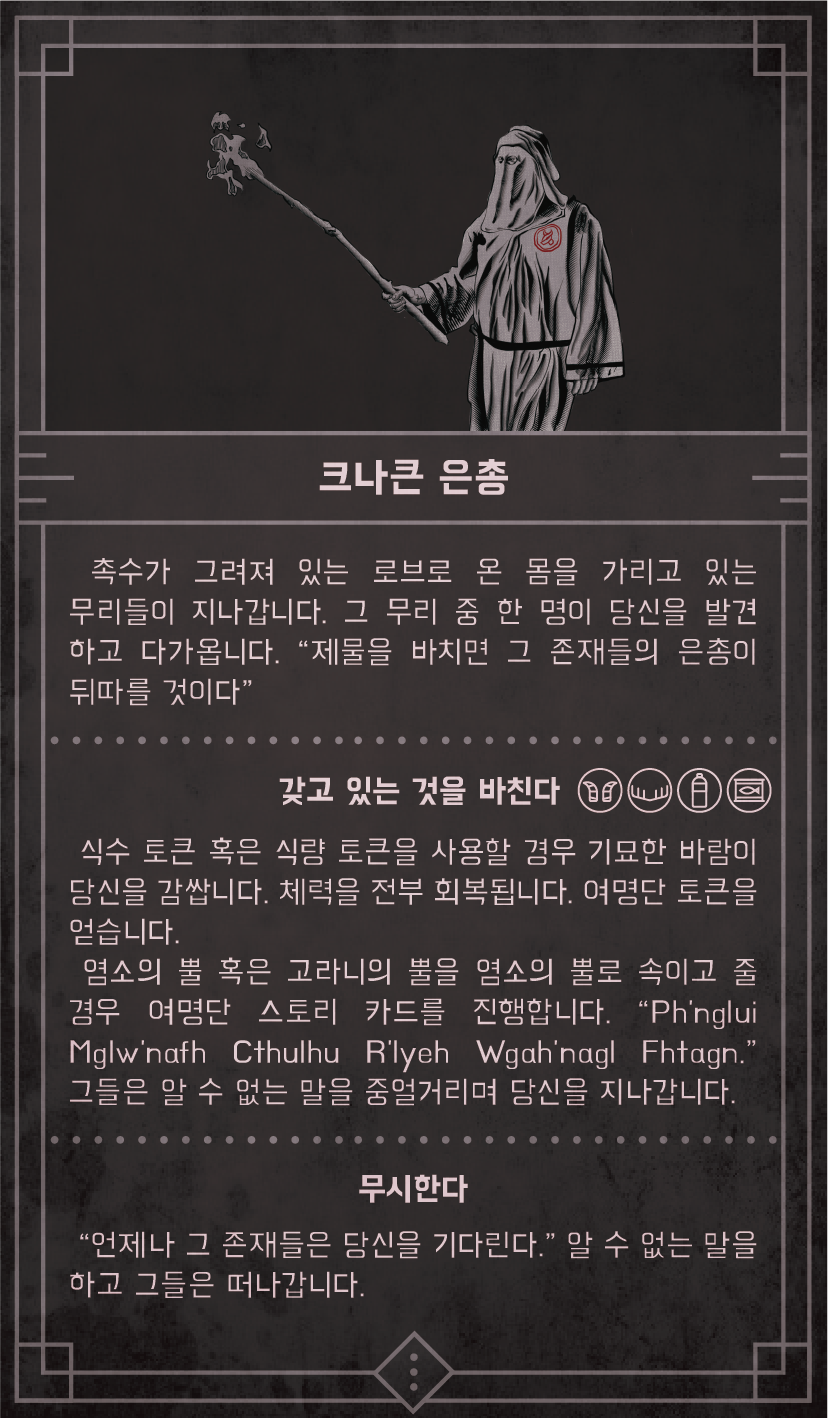 크나큰 은총
촉수가 그려져 있는 로브로 온 몸을 가리고 있는
무리들이 지나갑니다. 그 무리 중 한 명이 당신을 발견
하고 다가옵니다. “제물을 바치면 그 존재들의 은총이
뒤따를 것이다”
갖고 있는 것을 바친다
식수 토큰 혹은 식량 토큰을 사용할 경우 기묘한 바람이
당신을 감쌉니다. 체력을 전부 회복됩니다. 여명단 토큰을
얻습니다.
염소의 뿔 혹은 고라니의 뿔을 염소의 뿔로 속이고 줄
경우 여명단 스토리 카드를 진행합니다. “Ph'nglui
Mglw'nafh Cthulhu R'lyeh Wgah'nagl Fhtagn.”
그들은 알 수 없는 말을 중얼거리며 당신을 지나갑니다.
무시한다
“언제나 그 존재들은 당신을 기다린다.” 알 수 없는 말을
하고 그들은 떠나갑니다.